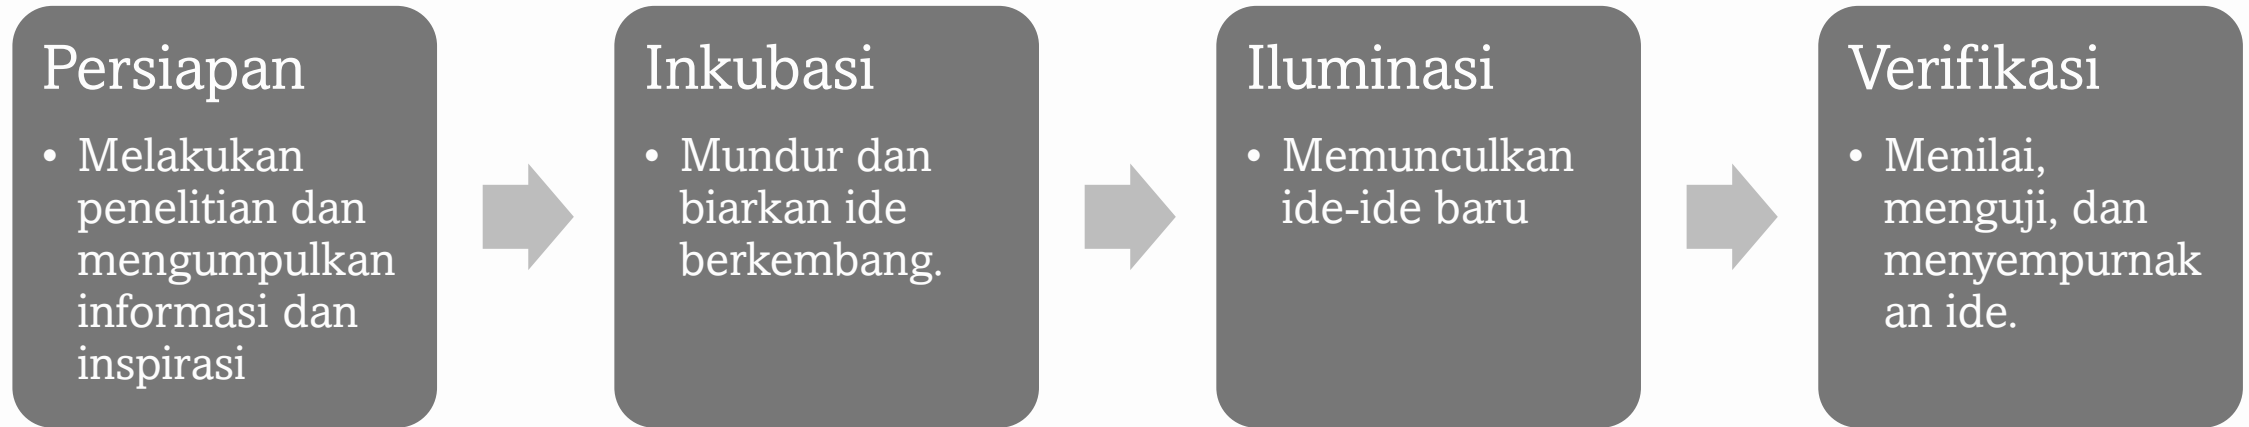 Persiapan
• Melakukan
penelitian dan
mengumpulkan
informasi dan
inspirasi
Inkubasi
• Mundur dan
biarkan ide
berkembang.
Iluminasi
• Memunculkan
ide-ide baru
Verifikasi
• Menilai,
menguji, dan
menyempurnak
an ide.